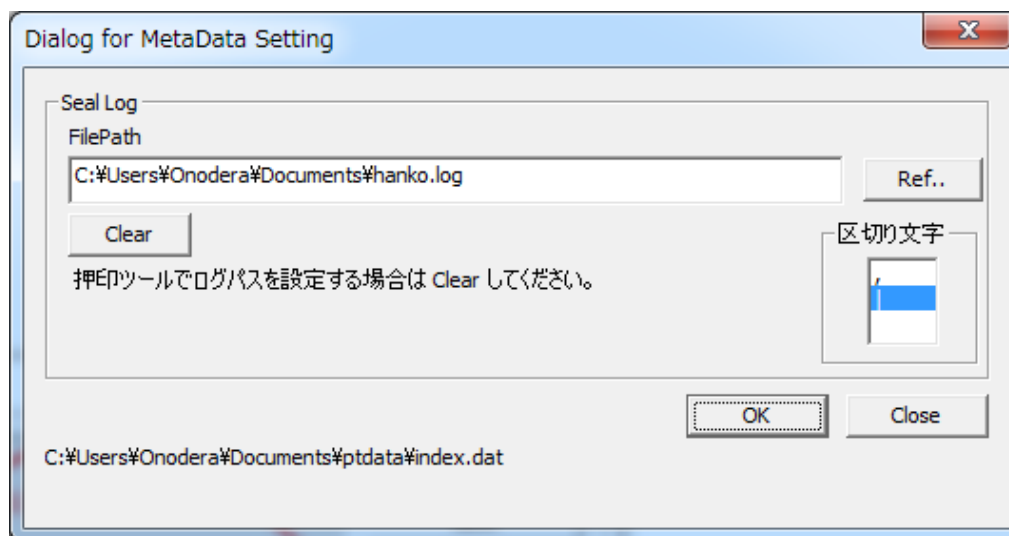 Dialog for MetaData Setting
Seal Log
FilePath
C:¥Users¥Onodera¥Documents¥hanko.log
Ref..
Clear
区切り文字
押印ツールでログパスを設定する場合は Clear してください。
,
|
OK
Close
C:¥Users¥Onodera¥Documents¥ptdata¥index.dat